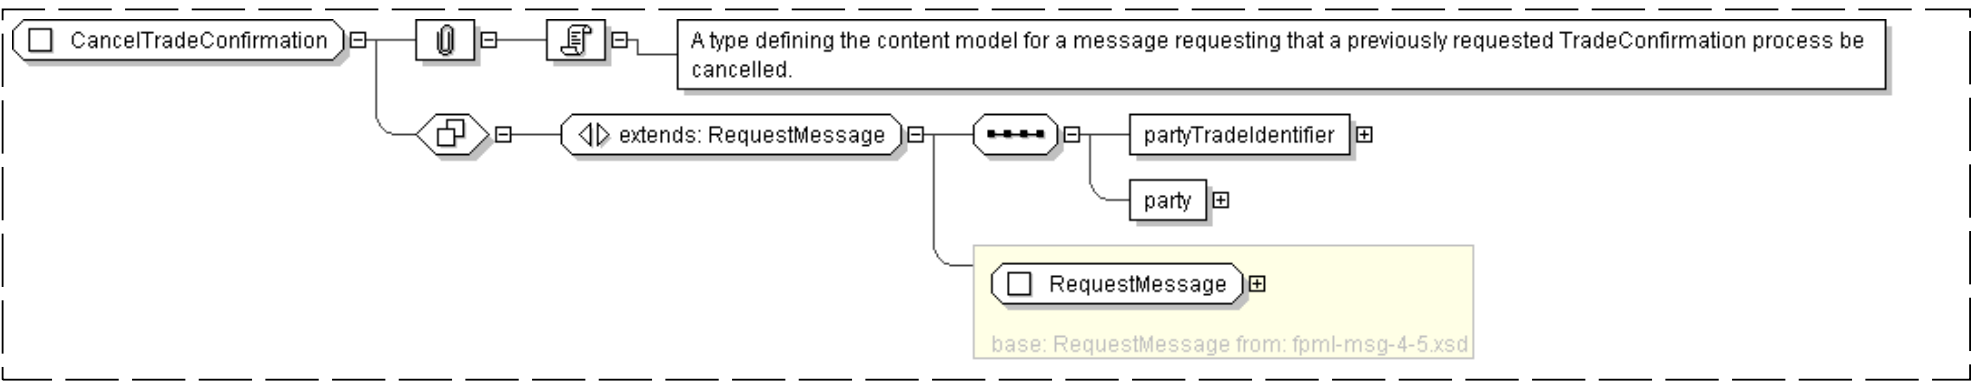 CancelTradeConfirmation
A type defining the content model for a message requesting that a previously requested TradeConfirmation process be
cancelled.
extends: RequestMessage
partyTradeIdentifier
party
RequestMessage
base: RequestMessage from: fpml-msg-4-5.xsd